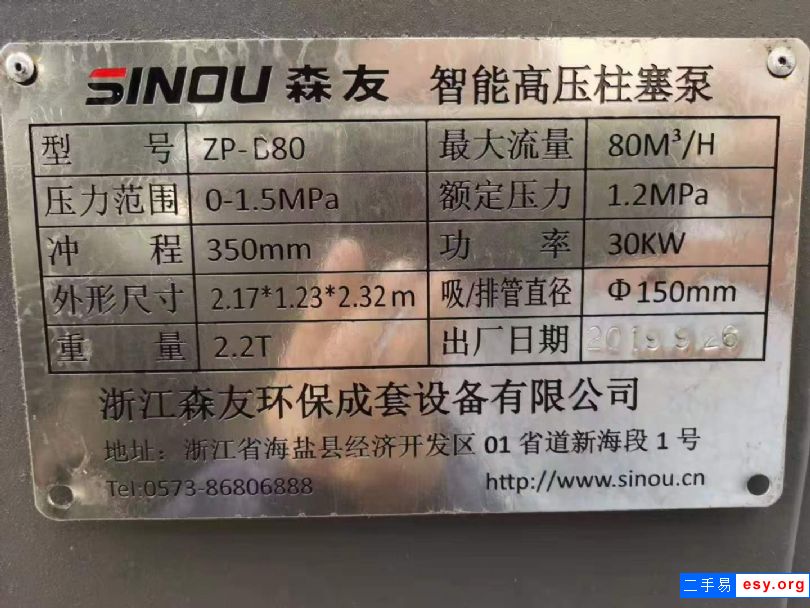 SINOU 森友 智能高压柱塞泵
型号 ZP-B80 最大流量 80M³/H
压力范围 0-1.5MPa 额定压力 1.2MPa
冲程 350mm 功率 30KW
外形尺寸 2.17*1.23*2.32m 吸/排管直径 Φ150mm
重量 2.2T 出厂日期 2019.9.26
浙江森友环保成套设备有限公司
地址: 浙江省海盐县经济开发区 01 省道新海段 1 号
Tel:0573-86806888 http://www.sinou.cn
二手易 esy.org